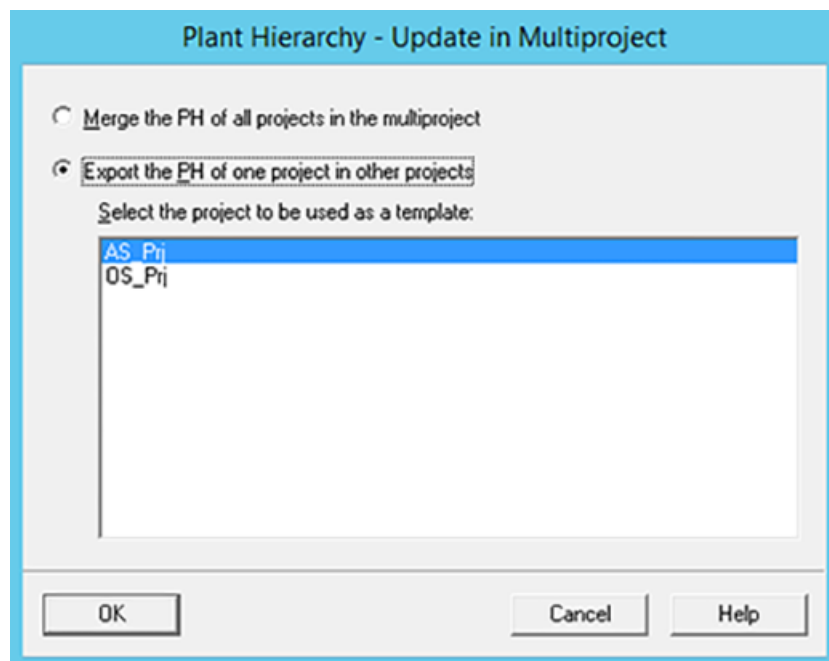 Plant Hierarchy - Update in Multiproject
Merge the PH of all projects in the multiproject
Export the PH of one project in other projects
Select the project to be used as a template:
AS_Prj
OS_Prj
OK
Cancel
Help